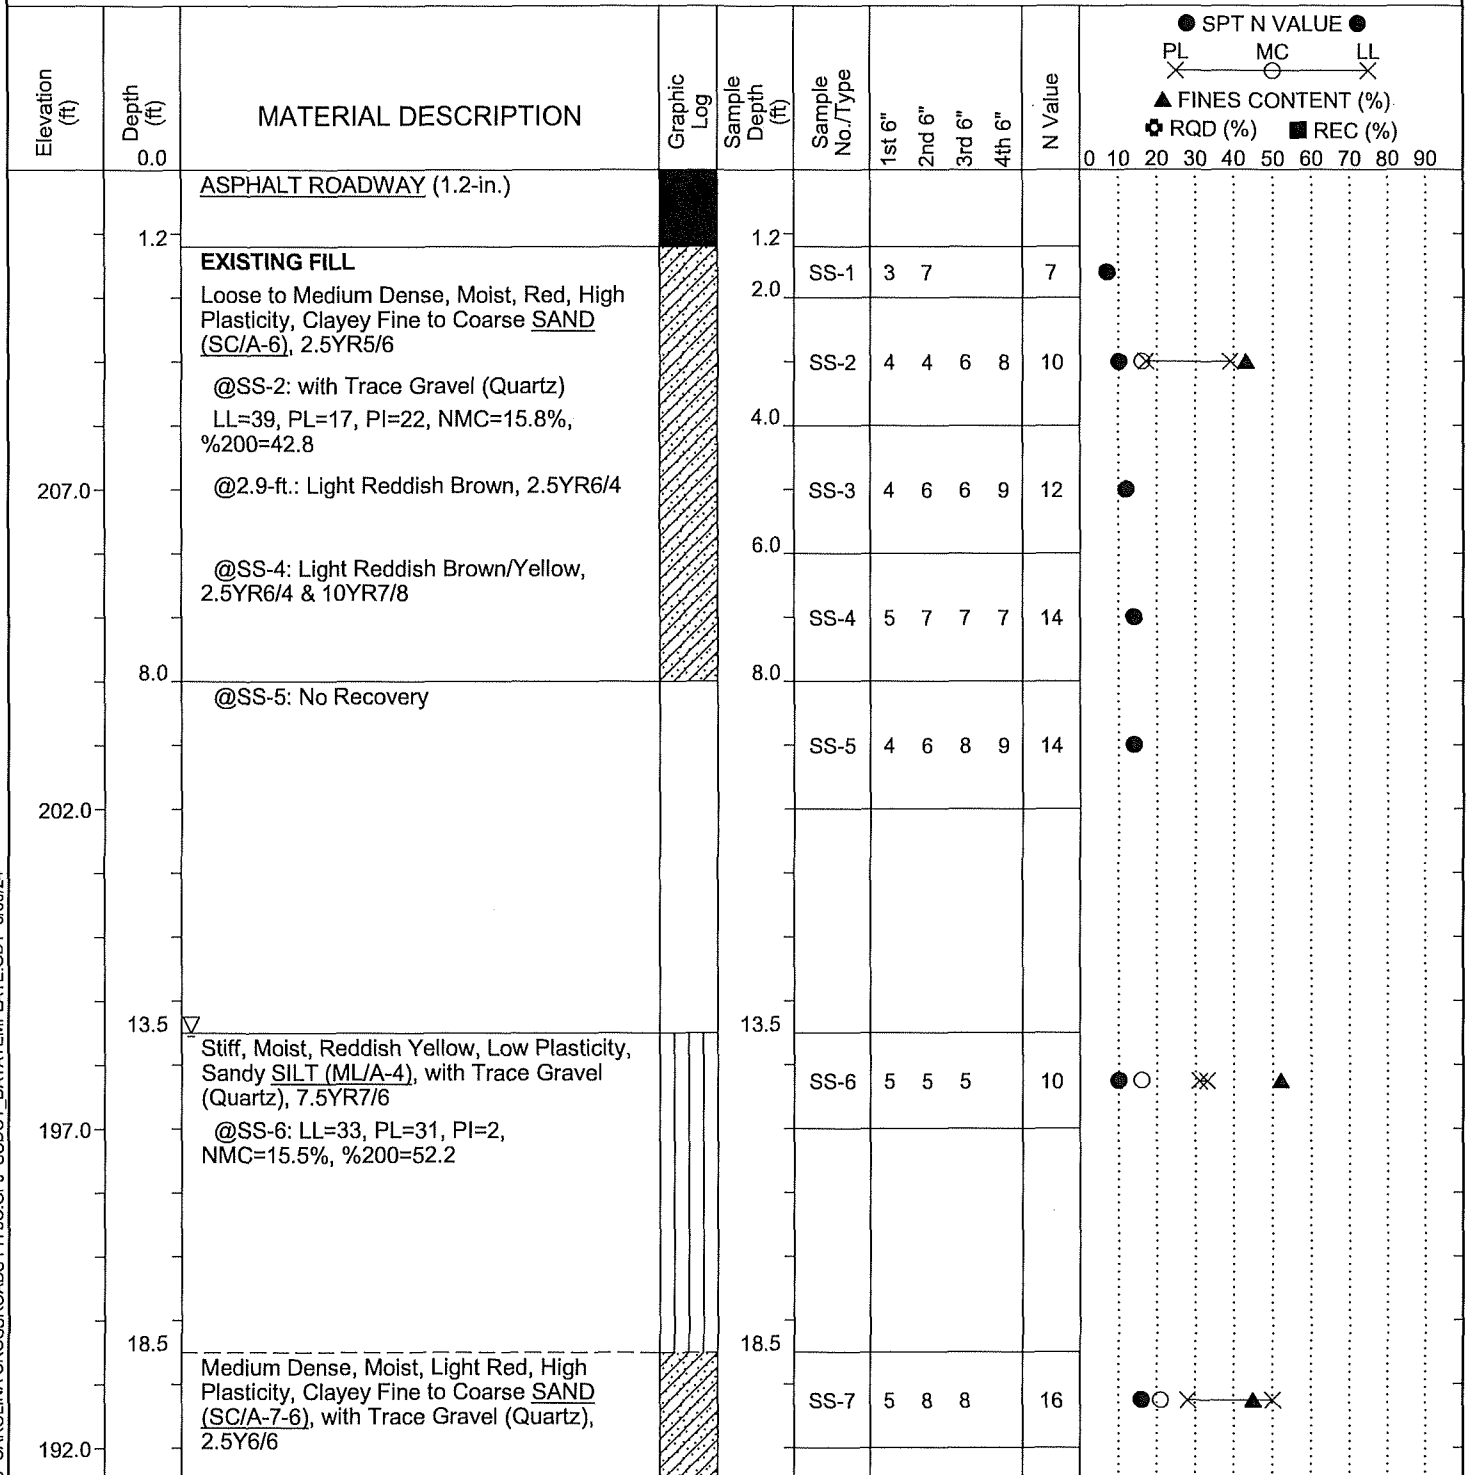 Elevation (ft)
Depth (ft)
0.0
MATERIAL DESCRIPTION
Graphic Log
Sample Depth (ft)
Sample No./Type
1st 6"
2nd 6"
3rd 6"
4th 6"
N Value
● SPT N VALUE ●
PL MC LL
▲ FINES CONTENT (%)
RQD (%) ■ REC (%)
0 10 20 30 40 50 60 70 80 90
ASPHALT ROADWAY (1.2-in.)
1.2 1.2
EXISTING FILL
SS-1 3 7 7
2.0
Loose to Medium Dense, Moist, Red, High
Plasticity, Clayey Fine to Coarse SAND
(SC/A-6), 2.5YR5/6
SS-2 4 4 6 8 10
@SS-2: with Trace Gravel (Quartz)
LL=39, PL=17, PI=22, NMC=15.8%,
%200=42.8
4.0
207.0
@2.9-ft.: Light Reddish Brown, 2.5YR6/4
SS-3 4 6 6 9 12
6.0
@SS-4: Light Reddish Brown/Yellow,
2.5YR6/4 & 10YR7/8
SS-4 5 7 7 7 14
8.0 8.0
@SS-5: No Recovery
SS-5 4 6 8 9 14
202.0
13.5 13.5
Stiff, Moist, Reddish Yellow, Low Plasticity,
Sandy SILT (ML/A-4), with Trace Gravel
(Quartz), 7.5YR7/6
SS-6 5 5 5 10
197.0
@SS-6: LL=33, PL=31, PI=2,
NMC=15.5%, %200=52.2
18.5 18.5
Medium Dense, Moist, Light Red, High
Plasticity, Clayey Fine to Coarse SAND
(SC/A-7-6), with Trace Gravel (Quartz),
2.5Y6/6
SS-7 5 8 8 16
192.0